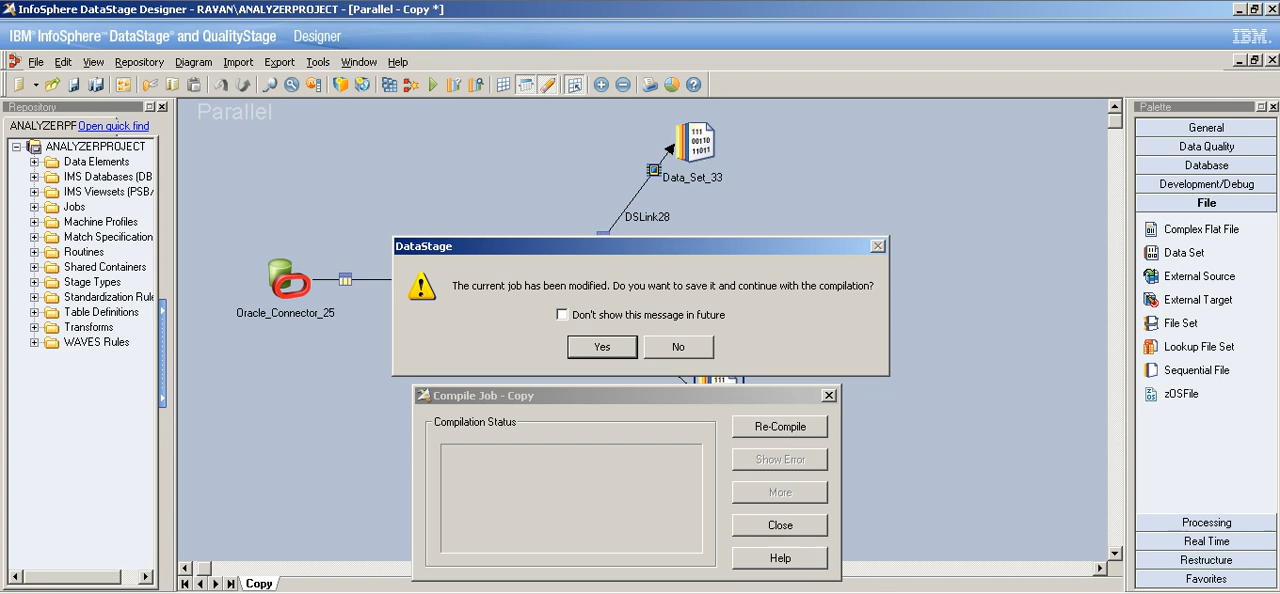 InfoSphere DataStage Designer - RAVAN\ANALYZERPROJECT - [Parallel - Copy *]
IBM® InfoSphere™ DataStage® and QualityStage Designer
IBM.
File Edit View Repository Diagram Import Export Tools Window Help
Repository
ANALYZERPF Open quick find
ANALYZERPROJECT
Data Elements
IMS Databases (DB
IMS Viewsets (PSB/
Jobs
Machine Profiles
Match Specification
Routines
Shared Containers
Stage Types
Standardization Rule
Table Definitions
Transforms
WAVES Rules
Parallel
111
00110
11011
Data_Set_33
DSLink28
Oracle_Connector_25
DataStage
The current job has been modified. Do you want to save it and continue with the compilation?
Don't show this message in future
Yes No
111
Compile Job - Copy
Compilation Status
Re-Compile
Show Error
More
Close
Help
Copy
Palette
General
Data Quality
Database
Development/Debug
File
Complex Flat File
Data Set
External Source
External Target
File Set
Lookup File Set
Sequential File
zOSFile
Processing
Real Time
Restructure
Favorites